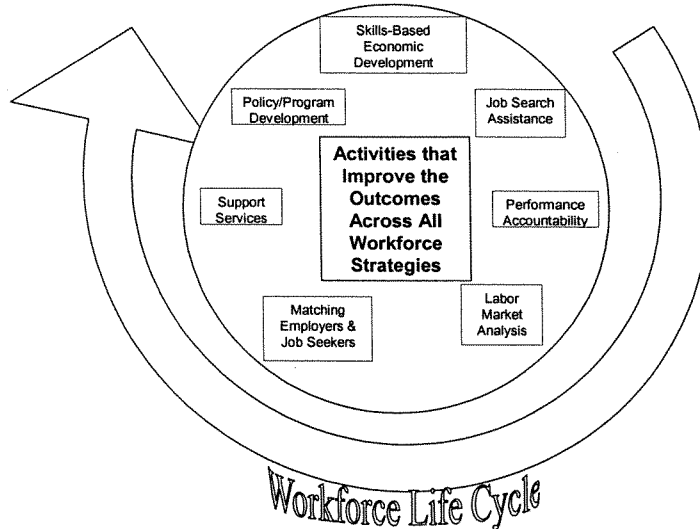 Skills-Based
Economic
Development
Policy/Program
Development
Job Search
Assistance
Activities that
Improve the
Outcomes
Across All
Workforce
Strategies
Support
Services
Performance
Accountability
Matching
Employers &
Job Seekers
Labor
Market
Analysis
Workforce Life Cycle